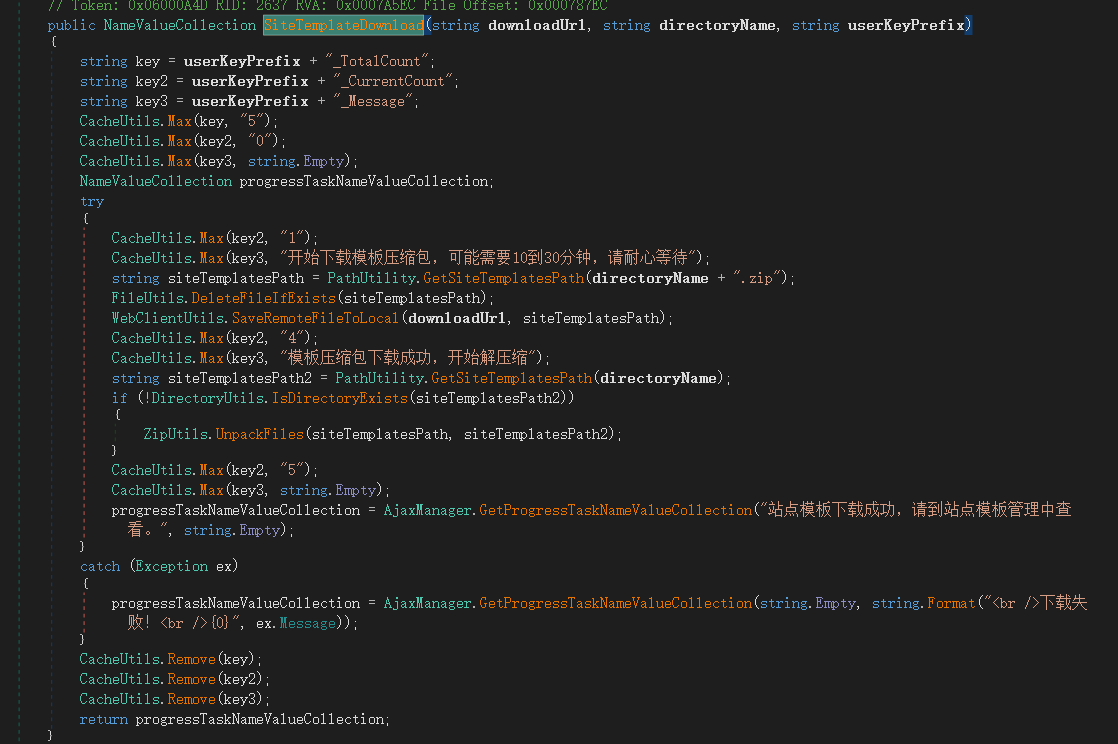 // Token: 0x06000A4D RID: 2637 RVA: 0x0007A5EC File Offset: 0x000787EC
public NameValueCollection SiteTemplateDownload(string downloadUrl, string directoryName, string userKeyPrefix)
{
string key = userKeyPrefix + "_TotalCount";
string key2 = userKeyPrefix + "_CurrentCount";
string key3 = userKeyPrefix + "_Message";
CacheUtils.Max(key, "5");
CacheUtils.Max(key2, "0");
CacheUtils.Max(key3, string.Empty);
NameValueCollection progressTaskNameValueCollection;
try
{
CacheUtils.Max(key2, "1");
CacheUtils.Max(key3, "开始下载模板压缩包，可能需要10到30分钟，请耐心等待");
string siteTemplatesPath = PathUtility.GetSiteTemplatesPath(directoryName + ".zip");
FileUtils.DeleteFileIfExists(siteTemplatesPath);
WebClientUtils.SaveRemoteFileToLocal(downloadUrl, siteTemplatesPath);
CacheUtils.Max(key2, "4");
CacheUtils.Max(key3, "模板压缩包下载成功，开始解压缩");
string siteTemplatesPath2 = PathUtility.GetSiteTemplatesPath(directoryName);
if (!DirectoryUtils.IsDirectoryExists(siteTemplatesPath2))
{
ZipUtils.UnpackFiles(siteTemplatesPath, siteTemplatesPath2);
}
CacheUtils.Max(key2, "5");
CacheUtils.Max(key3, string.Empty);
progressTaskNameValueCollection = AjaxManager.GetProgressTaskNameValueCollection("站点模板下载成功，请到站点模板管理中查
看。", string.Empty);
}
catch (Exception ex)
{
progressTaskNameValueCollection = AjaxManager.GetProgressTaskNameValueCollection(string.Empty, string.Format("<br />下载失
败！<br />{0}", ex.Message));
}
CacheUtils.Remove(key);
CacheUtils.Remove(key2);
CacheUtils.Remove(key3);
return progressTaskNameValueCollection;
}